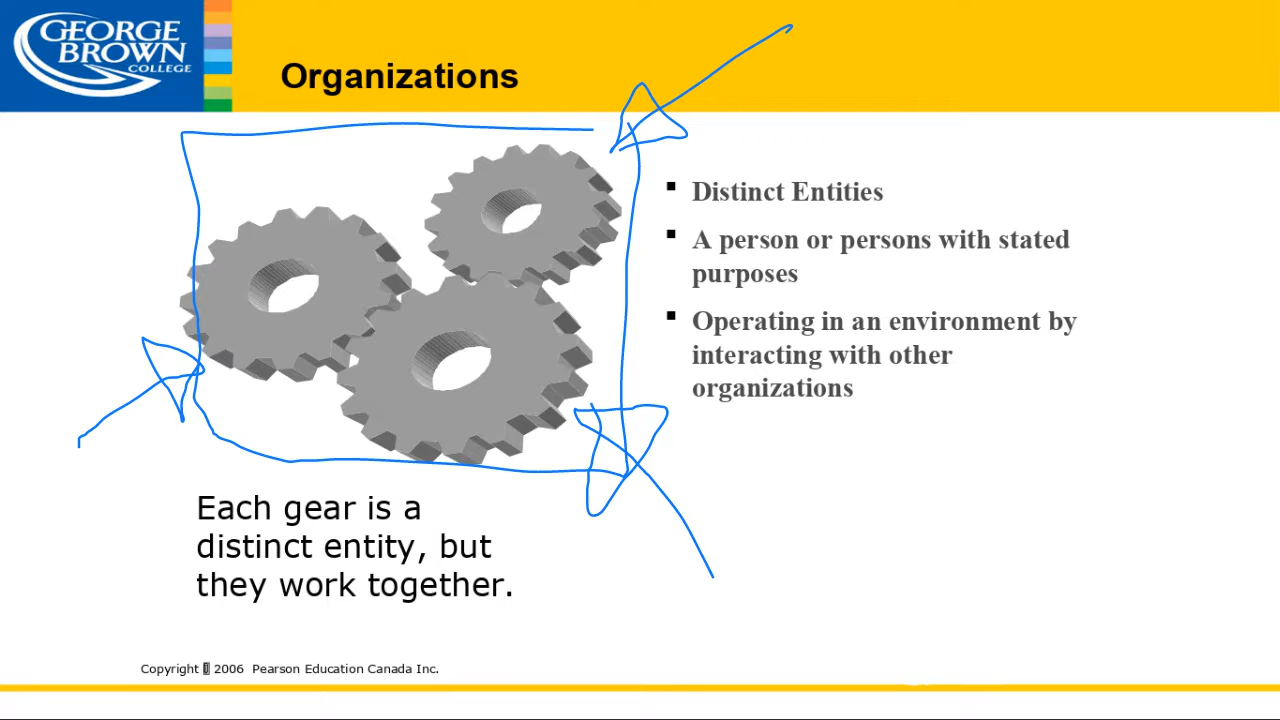 GEORGE
BROWN
COLLEGE
Organizations
Distinct Entities
A person or persons with stated
purposes
Operating in an environment by
interacting with other
organizations
Each gear is a
distinct entity, but
they work together.
Copyright 2006 Pearson Education Canada Inc.